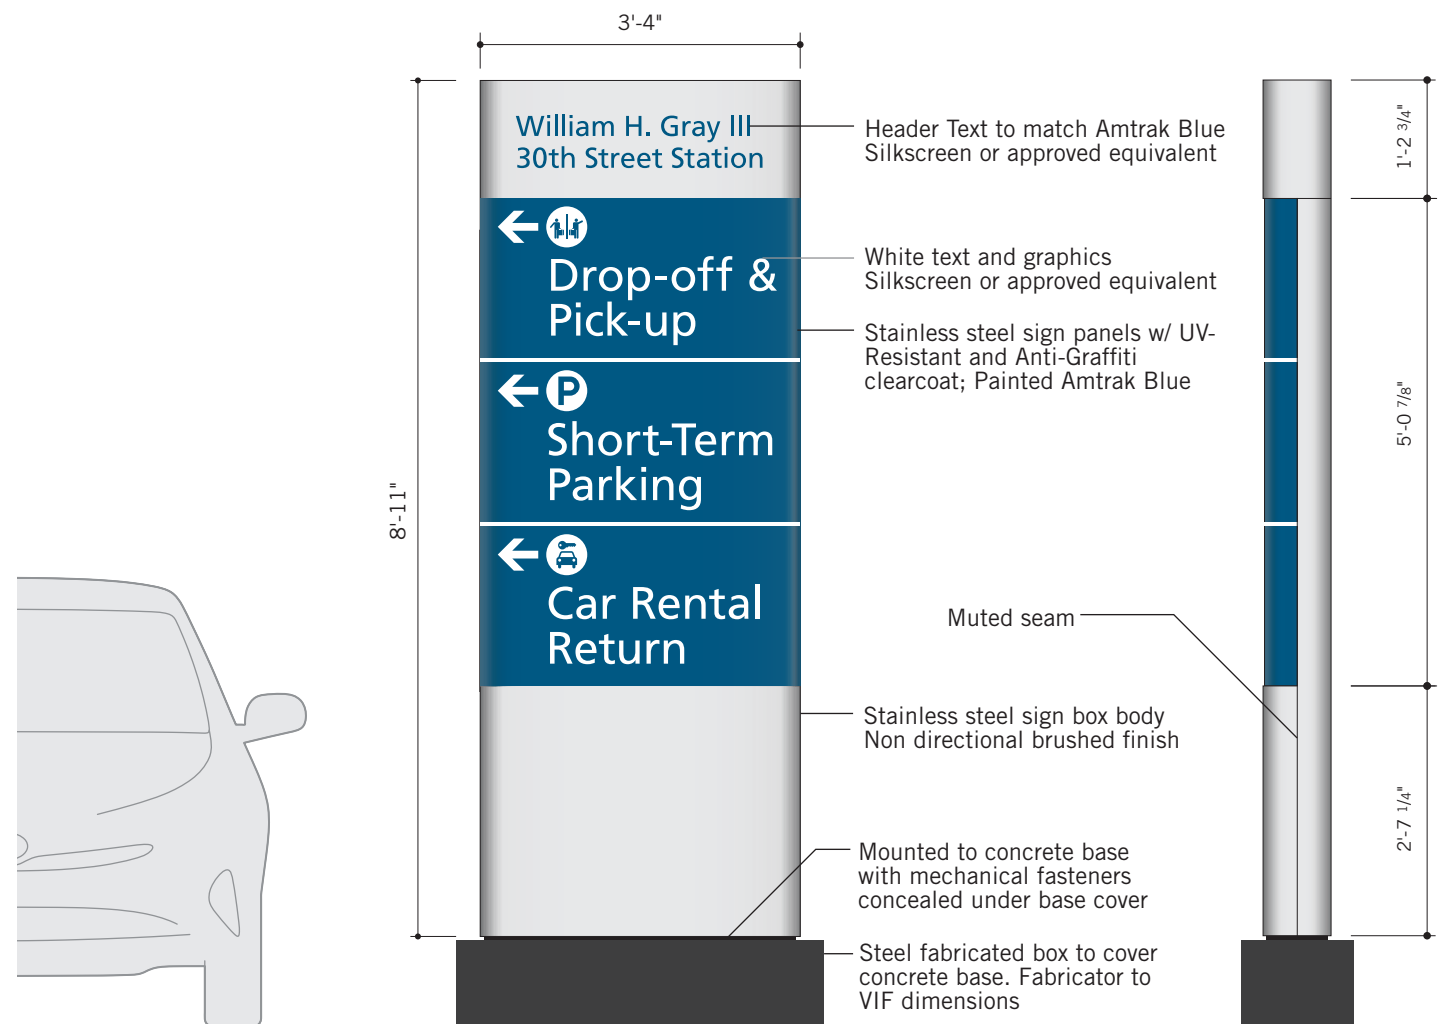 3'-4"
William H. Gray III
30th Street Station
Header Text to match Amtrak Blue
Silkscreen or approved equivalent
1'-2 3/4"
Drop-off &
Pick-up
White text and graphics
Silkscreen or approved equivalent
Stainless steel sign panels w/ UV-
Resistant and Anti-Graffiti
clearcoat; Painted Amtrak Blue
P
Short-Term
Parking
5'-0 7/8"
8'-11"
Car Rental
Return
Muted seam
Stainless steel sign box body
Non directional brushed finish
2'-7 1/4"
Mounted to concrete base
with mechanical fasteners
concealed under base cover
Steel fabricated box to cover
concrete base. Fabricator to
VIF dimensions